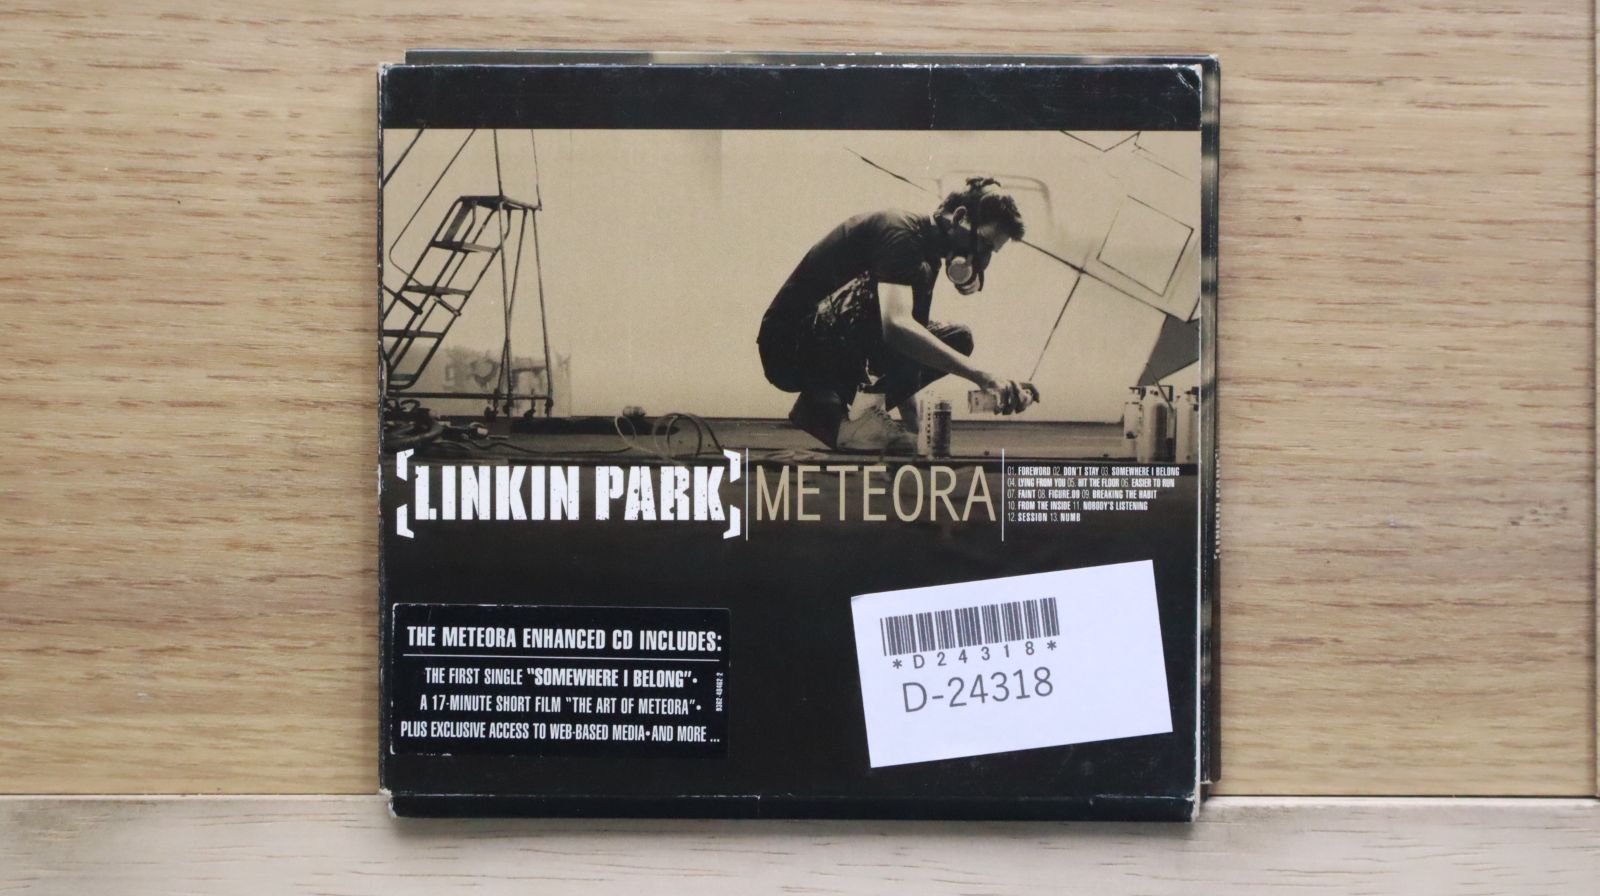 [LINKIN PARK] METEORA
01. FOREWORD 02. DON'T STAY 03. SOMEWHERE I BELONG
04. LYING FROM YOU 05. HIT THE FLOOR 06. EASIER TO RUN
07. FAINT 08. FIGURE.09 09. BREAKING THE HABIT
10. FROM THE INSIDE 11. NOBODY'S LISTENING
12. SESSION 13. NUMB
THE METEORA ENHANCED CD INCLUDES:
THE FIRST SINGLE "SOMEWHERE I BELONG"•
A 17-MINUTE SHORT FILM "THE ART OF METEORA"•
PLUS EXCLUSIVE ACCESS TO WEB-BASED MEDIA•AND MORE ...
*D24318*
D-24318